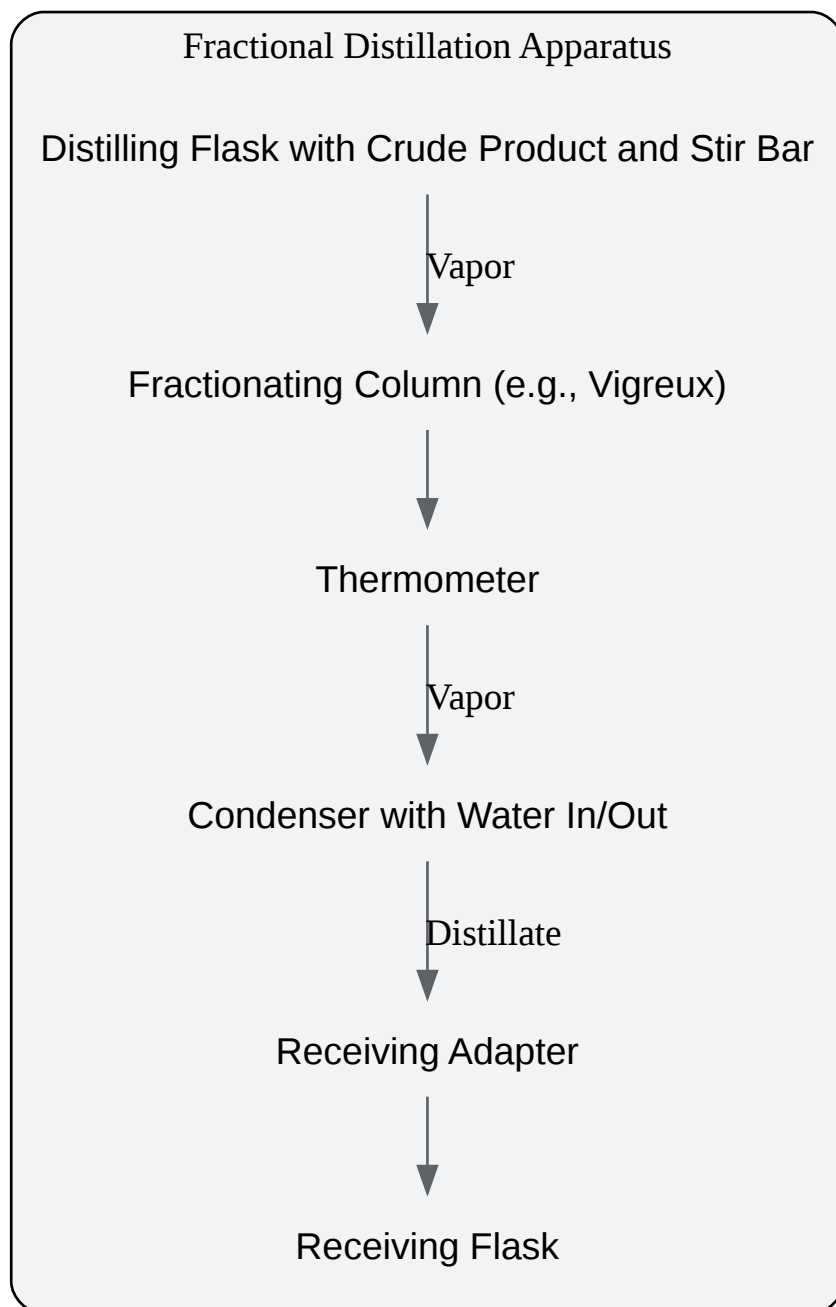 Fractional Distillation Apparatus
Distilling Flask with Crude Product and Stir Bar
Vapor
Fractionating Column (e.g., Vigreux)
Thermometer
Vapor
Condenser with Water In/Out
Distillate
Receiving Adapter
Receiving Flask